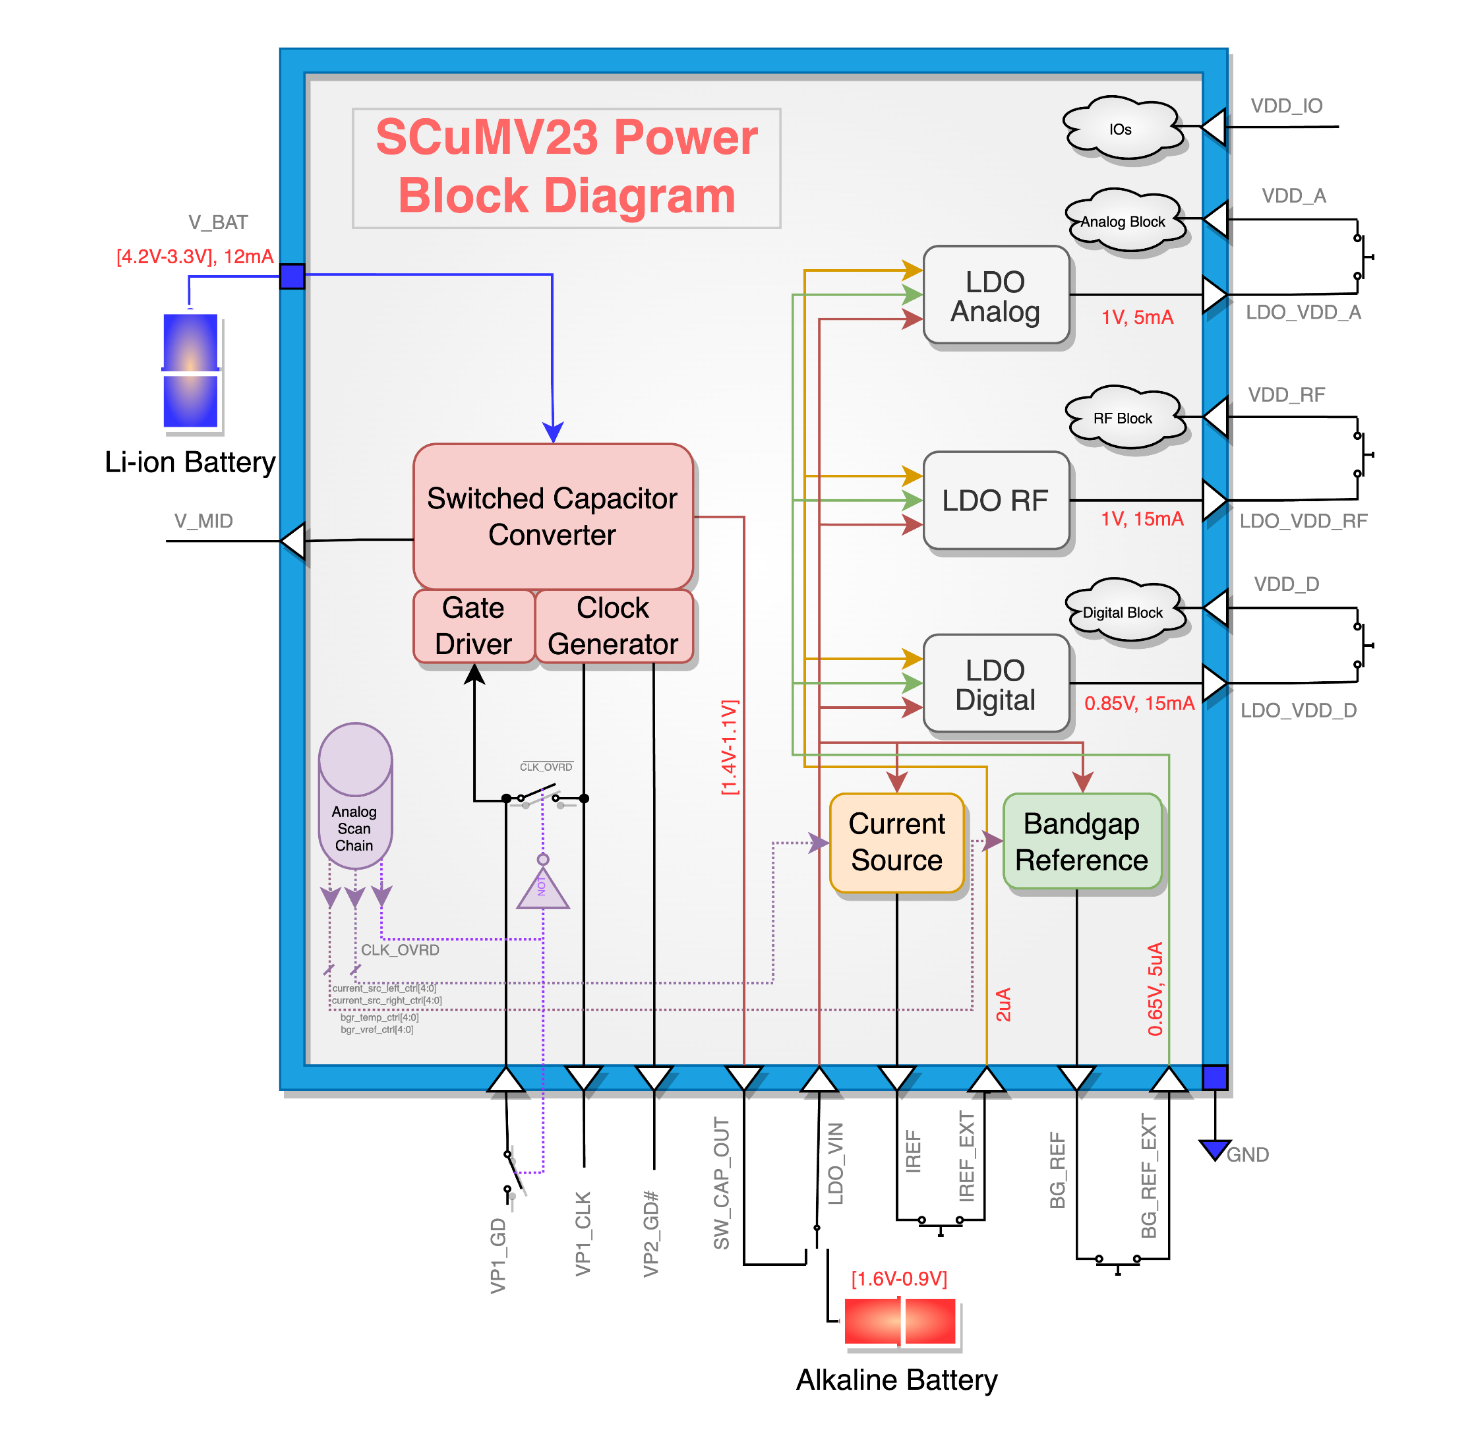 SCuMV23 Power
Block Diagram
VDD_IO
IOs
VDD_A
Analog Block
V_BAT
[4.2V-3.3V], 12mA
LDO
Analog
1V, 5mA
LDO_VDD_A
Li-ion Battery
VDD_RF
RF Block
Switched Capacitor
Converter
LDO RF
1V, 15mA
LDO_VDD_RF
V_MID
Gate
Driver
Clock
Generator
VDD_D
Digital Block
LDO
Digital
0.85V, 15mA
LDO_VDD_D
[1.4V-1.1V]
CLK_OVRD
Analog
Scan
Chain
NOT
Current
Source
Bandgap
Reference
CLK_OVRD
current_src_left_ctrl[4:0]
current_src_right_ctrl[4:0]
bgr_temp_ctrl[4:0]
bgr_vref_ctrl[4:0]
2uA
0.65V, 5uA
VP1_GD
VP1_CLK
VP2_GD#
SW_CAP_OUT
LDO_VIN
IREF
IREF_EXT
BG_REF
BG_REF_EXT
GND
[1.6V-0.9V]
Alkaline Battery